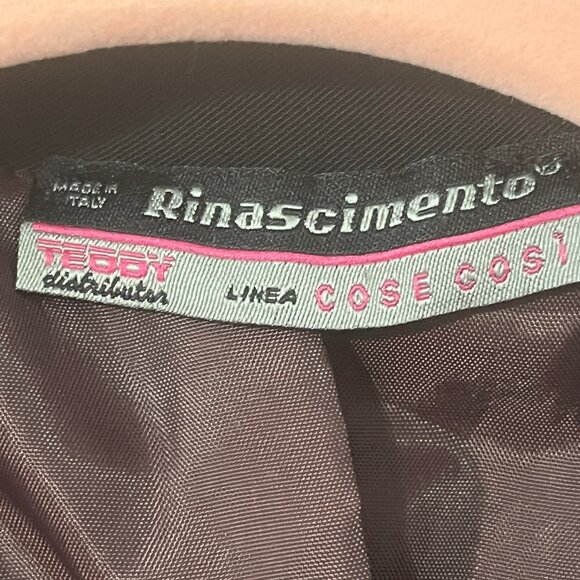 MADE IN
ITALY
Rinascimento®
TEDDY
distributor
LINEA COSE COSÌ